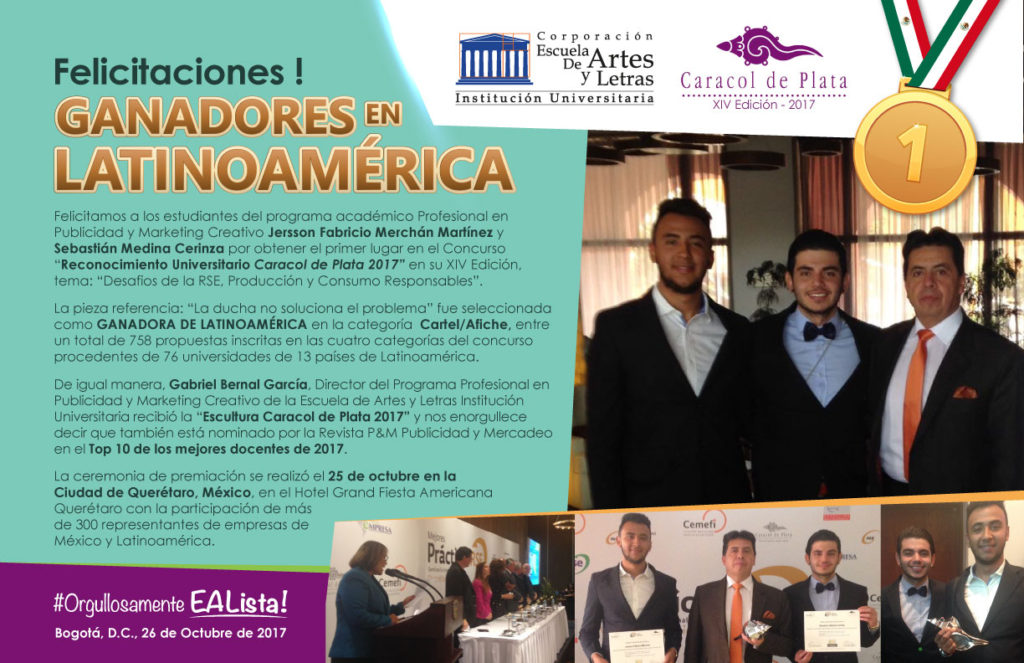 Corporación
Escuela
De Artes
y Letras
Institución Universitaria
Caracol de Plata
XIV Edición - 2017
1
Felicitaciones !
GANADORES EN
LATINOAMÉRICA
Felicitamos a los estudiantes del programa académico Profesional en
Publicidad y Marketing Creativo Jersson Fabricio Merchán Martínez y
Sebastián Medina Cerinza por obtener el primer lugar en el Concurso
“Reconocimiento Universitario Caracol de Plata 2017” en su XIV Edición,
tema: “Desafíos de la RSE, Producción y Consumo Responsables”.
La pieza referencia: “La ducha no soluciona el problema” fue seleccionada
como GANADORA DE LATINOAMÉRICA en la categoría Cartel/Afiche, entre
un total de 758 propuestas inscritas en las cuatro categorías del concurso
procedentes de 76 universidades de 13 países de Latinoamérica.
De igual manera, Gabriel Bernal García, Director del Programa Profesional en
Publicidad y Marketing Creativo de la Escuela de Artes y Letras Institución
Universitaria recibió la “Escultura Caracol de Plata 2017” y nos enorgullece
decir que también está nominado por la Revista P&M Publicidad y Mercadeo
en el Top 10 de los mejores docentes de 2017.
La ceremonia de premiación se realizó el 25 de octubre en la
Ciudad de Querétaro, México, en el Hotel Grand Fiesta Americana
Querétaro con la participación de más
de 300 representantes de empresas de
México y Latinoamérica.
#Orgullosamente EALista!
Bogotá, D.C., 26 de Octubre de 2017
Mejores
Cemefi
Cemefi
Caracol de Plata